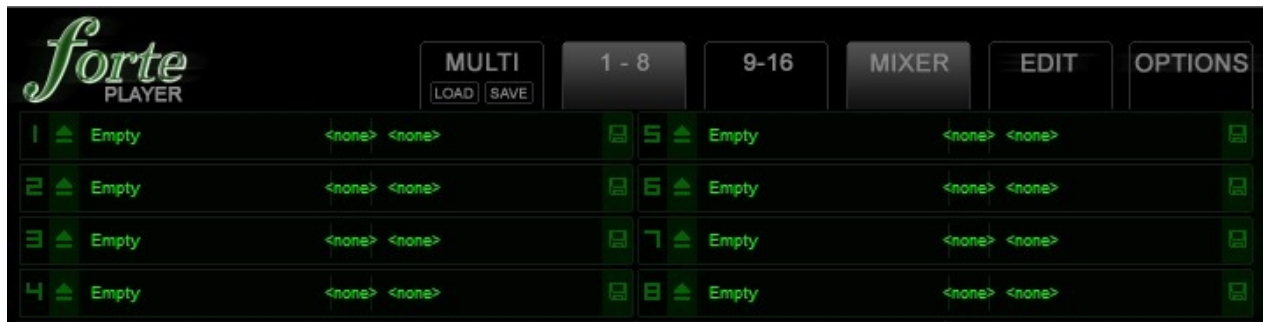 forte
PLAYER
MULTI
LOAD SAVE
1 - 8
9-16
MIXER
EDIT
OPTIONS
1 Empty <none> <none>
2 Empty <none> <none>
3 Empty <none> <none>
4 Empty <none> <none>
5 Empty <none> <none>
6 Empty <none> <none>
7 Empty <none> <none>
8 Empty <none> <none>